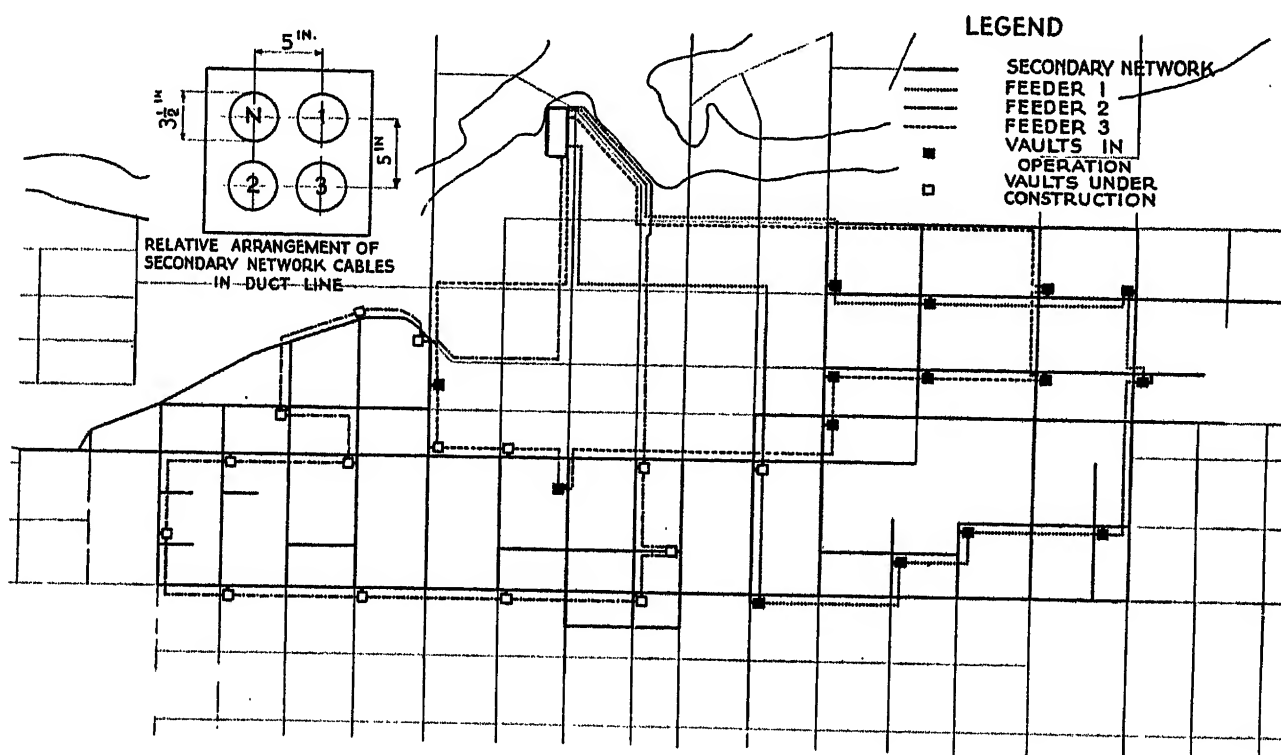 5 IN.
3½ IN
N
1
5 IN
2
3
RELATIVE ARRANGEMENT OF
SECONDARY NETWORK CABLES
IN DUCT LINE
LEGEND
SECONDARY NETWORK
FEEDER 1
FEEDER 2
FEEDER 3
VAULTS IN
OPERATION
VAULTS UNDER
CONSTRUCTION